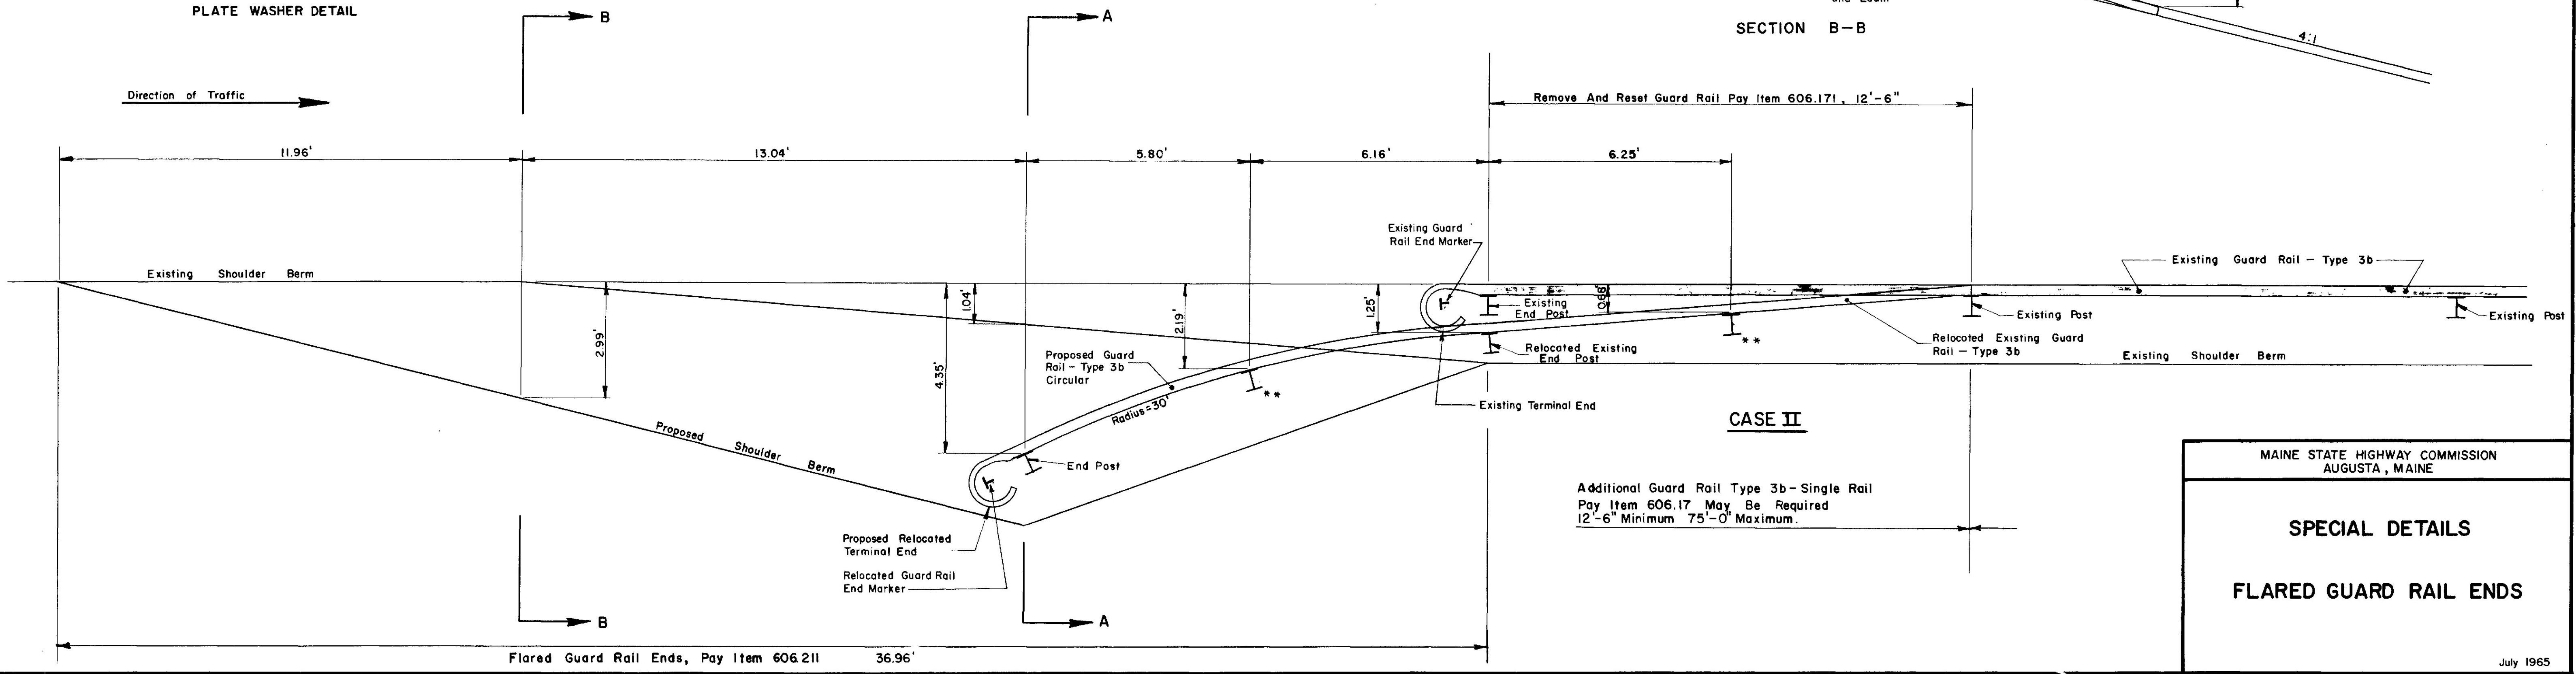 PLATE WASHER DETAIL
B
A
SECTION B-B
4:1
Direction of Traffic
Remove And Reset Guard Rail Pay Item 606.171, 12'-6"
11.96'
13.04'
5.80'
6.16'
6.25'
Existing Guard
Rail End Marker
Existing Shoulder Berm
Existing Guard Rail - Type 3b
2.99'
1.04'
4.35'
2.19'
1.25'
0.68'
Existing
End Post
Existing Post
Existing Post
Relocated Existing
End Post
Relocated Existing Guard
Rail - Type 3b
Existing Shoulder Berm
Proposed Guard
Rail - Type 3b
Circular
Radius=30'
**
**
Existing Terminal End
CASE II
Proposed Shoulder Berm
End Post
Additional Guard Rail Type 3b-Single Rail
Pay Item 606.17 May Be Required
12'-6" Minimum 75'-0" Maximum.
Proposed Relocated
Terminal End
Relocated Guard Rail
End Marker
B
A
Flared Guard Rail Ends, Pay Item 606.211 36.96'
MAINE STATE HIGHWAY COMMISSION
AUGUSTA, MAINE
SPECIAL DETAILS
FLARED GUARD RAIL ENDS
July 1965